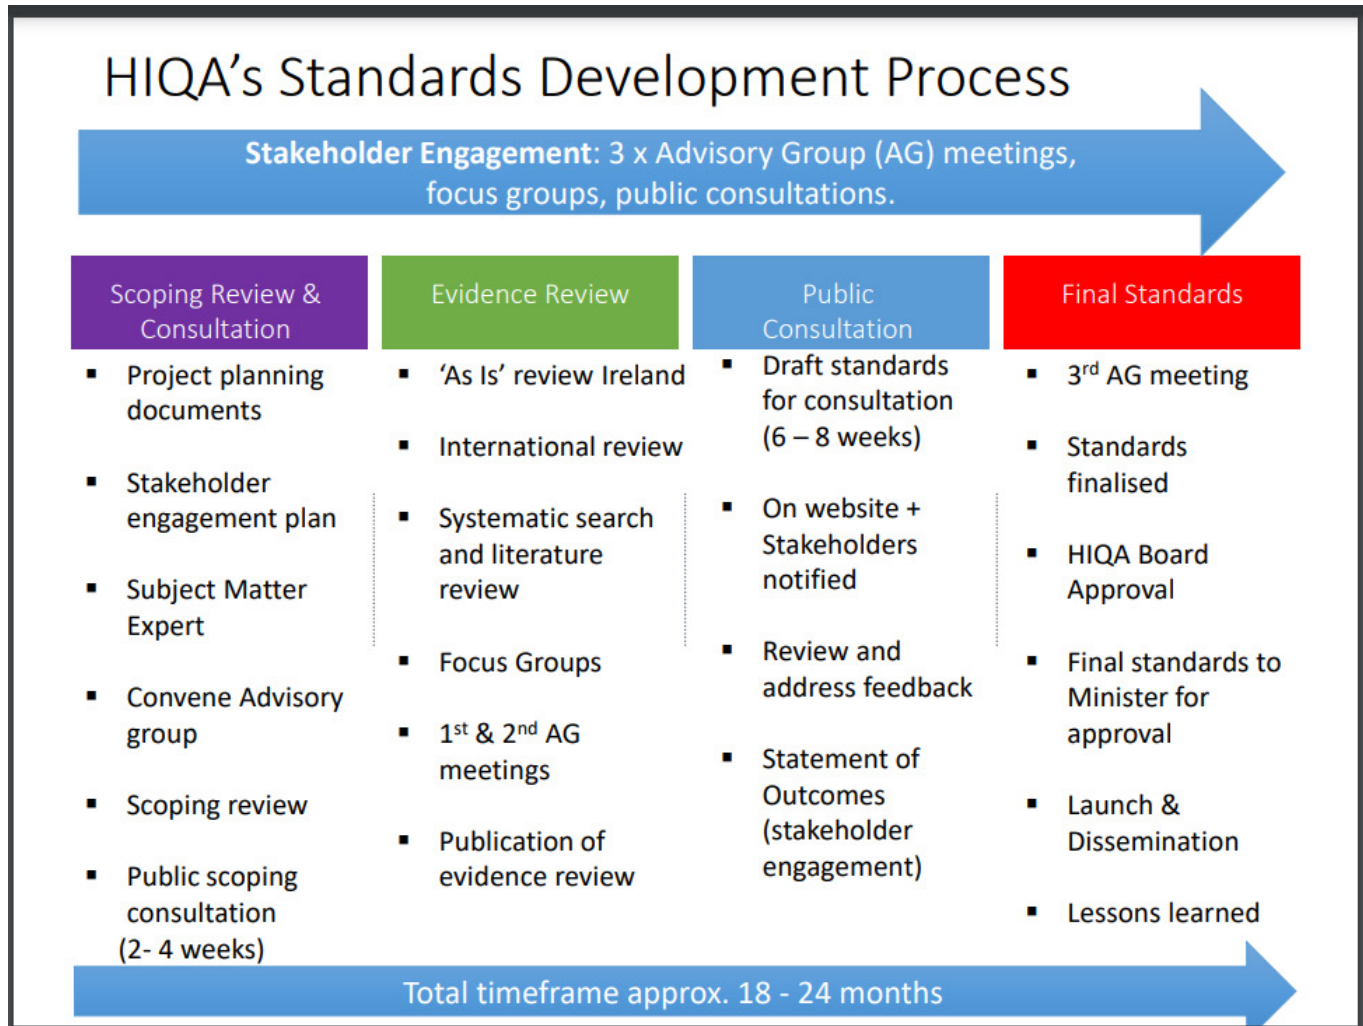 HIQA's Standards Development Process
Stakeholder Engagement: 3 x Advisory Group (AG) meetings,
focus groups, public consultations.
Scoping Review &
Consultation
▪ Project planning
documents
▪ Stakeholder
engagement plan
▪ Subject Matter
Expert
▪ Convene Advisory
group
▪ Scoping review
▪ Public scoping
consultation
(2- 4 weeks)
Evidence Review
▪ 'As Is' review Ireland
▪ International review
▪ Systematic search
and literature
review
▪ Focus Groups
▪ 1st & 2nd AG
meetings
▪ Publication of
evidence review
Public
Consultation
▪ Draft standards
for consultation
(6 – 8 weeks)
▪ On website +
Stakeholders
notified
▪ Review and
address feedback
▪ Statement of
Outcomes
(stakeholder
engagement)
Final Standards
▪ 3rd AG meeting
▪ Standards
finalised
▪ HIQA Board
Approval
▪ Final standards to
Minister for
approval
▪ Launch &
Dissemination
▪ Lessons learned
Total timeframe approx. 18 - 24 months